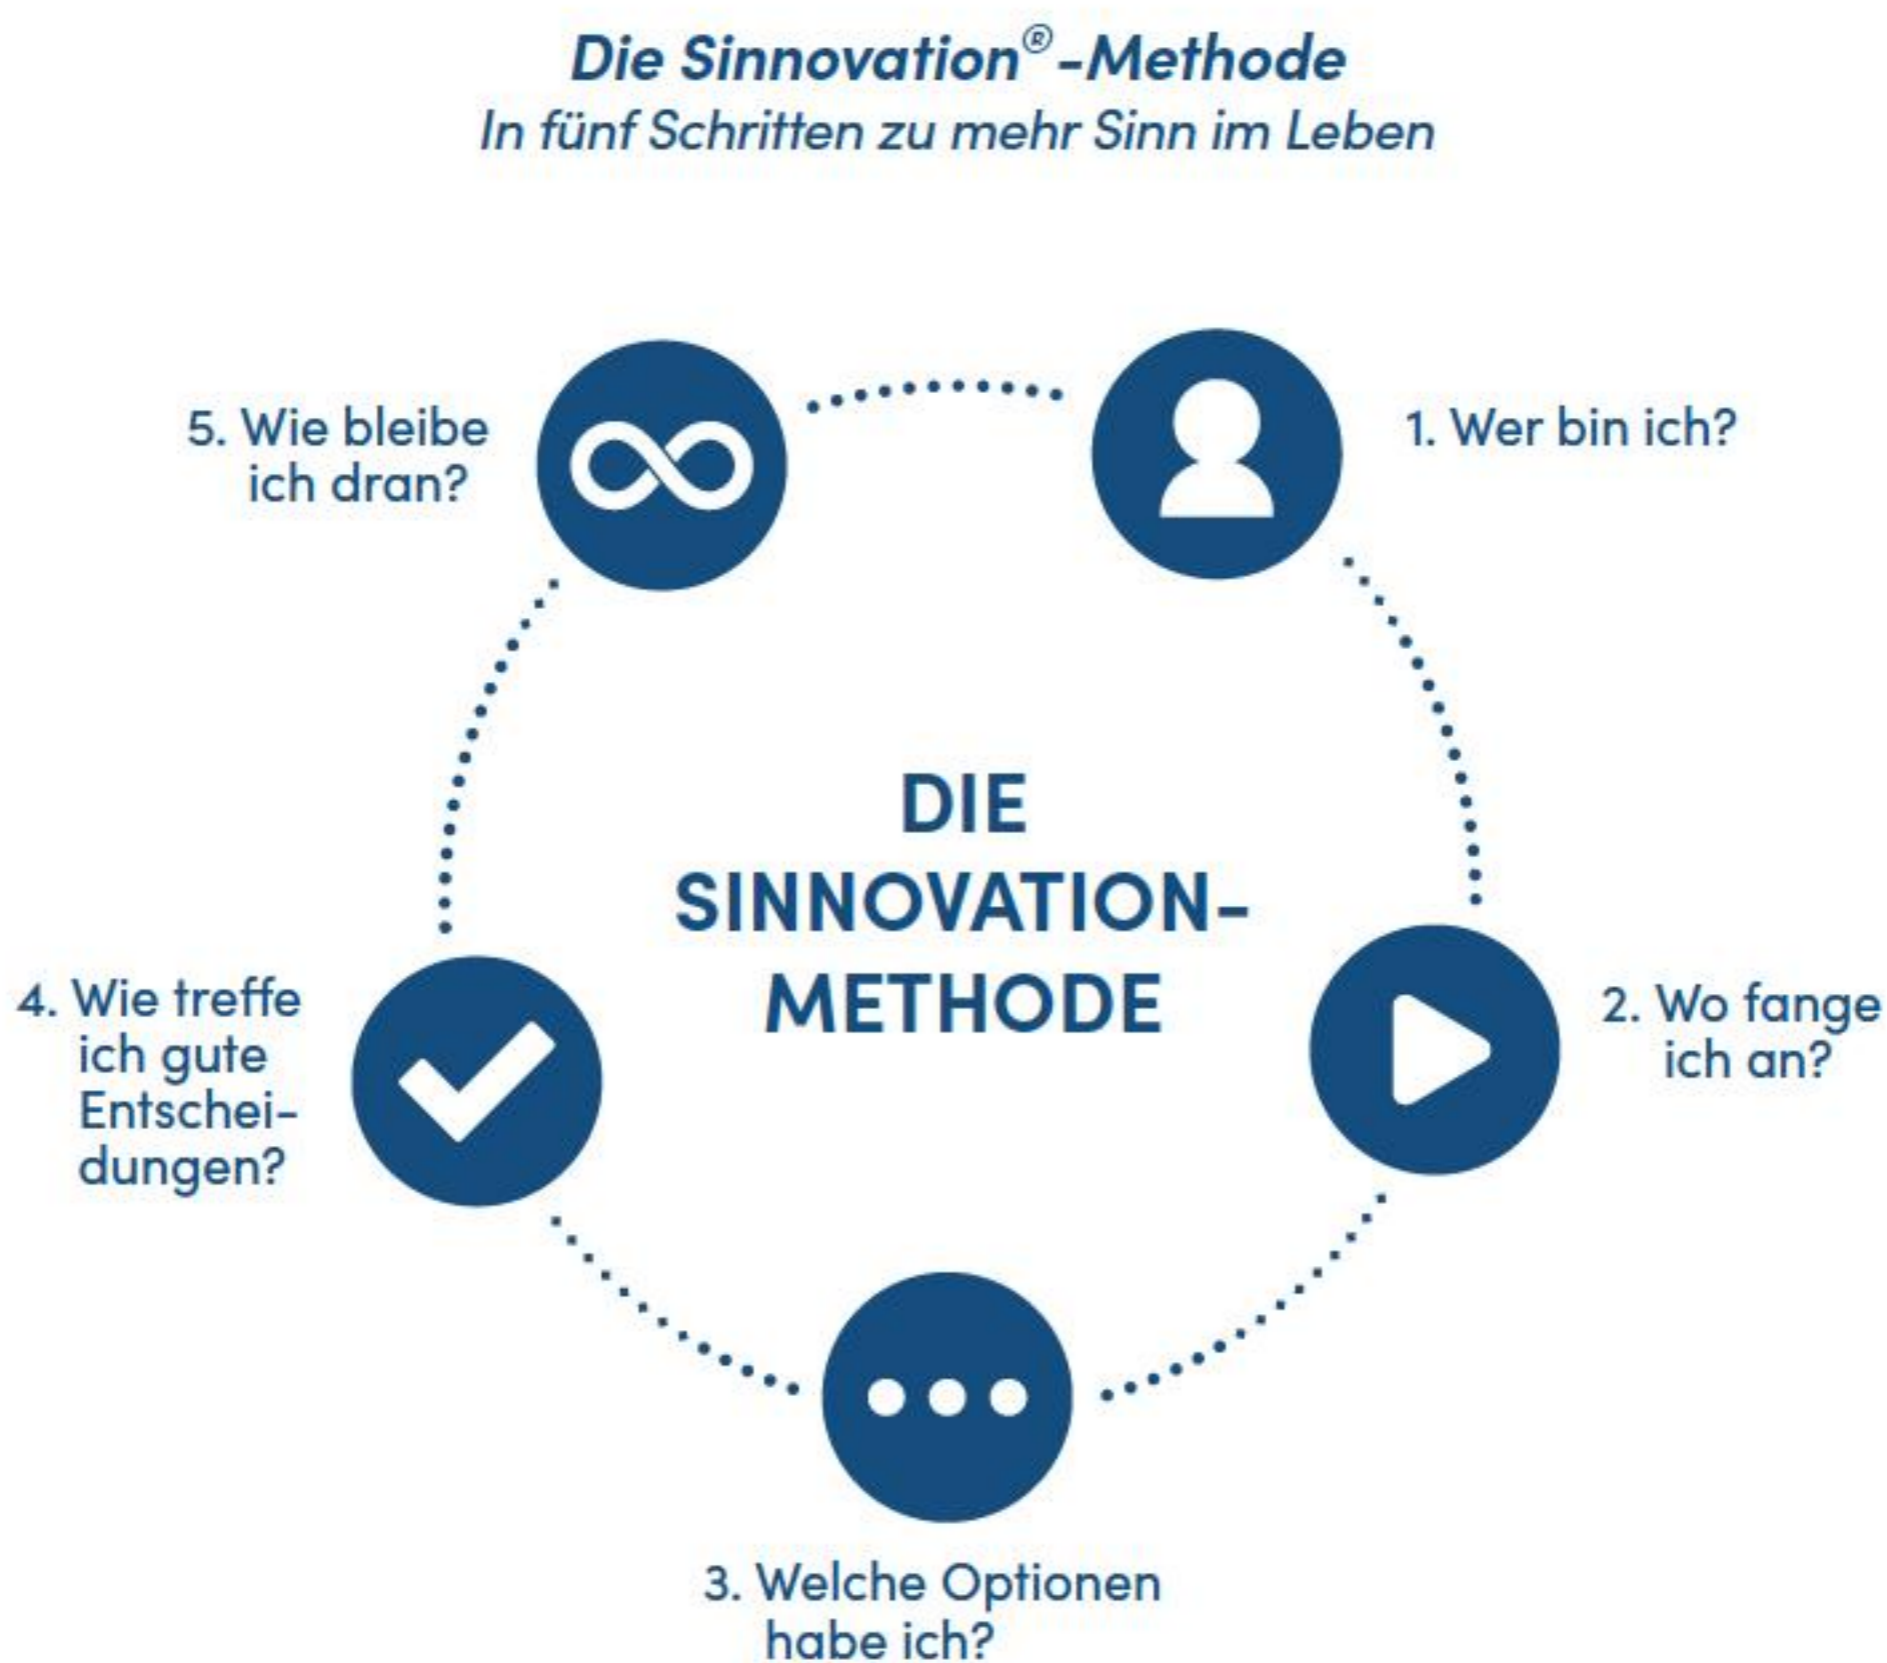 Die Sinnovation®-Methode
In fünf Schritten zu mehr Sinn im Leben
1. Wer bin ich?
2. Wo fange
ich an?
3. Welche Optionen
habe ich?
4. Wie treffe
ich gute
Entschei-
dungen?
5. Wie bleibe
ich dran?
DIE
SINNOVATION-
METHODE